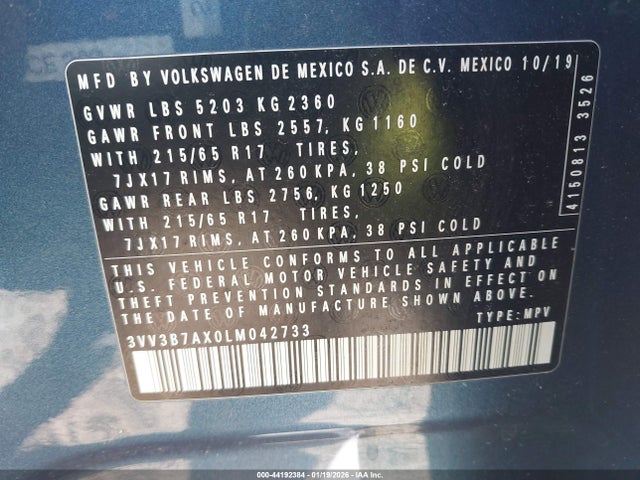 MFD BY VOLKSWAGEN DE MEXICO S.A. DE C.V. MEXICO 10/19
GVWR LBS 5203 KG 2360
GAWR FRONT LBS 2557, KG 1160
WITH 215/65 R17 TIRES,
7JX17 RIMS, AT 260 KPA, 38 PSI COLD
GAWR REAR LBS 2756, KG 1250
WITH 215/65 R17 TIRES,
7JX17 RIMS, AT 260 KPA, 38 PSI COLD
THIS VEHICLE CONFORMS TO ALL APPLICABLE
U.S. FEDERAL MOTOR VEHICLE SAFETY AND
THEFT PREVENTION STANDARDS IN EFFECT ON
THE DATE OF MANUFACTURE SHOWN ABOVE.
3VV3B7AX0LM042733
TYPE: MPV
4150813 3526
000-44192384 - 01/19/2026 - IAA, Inc.